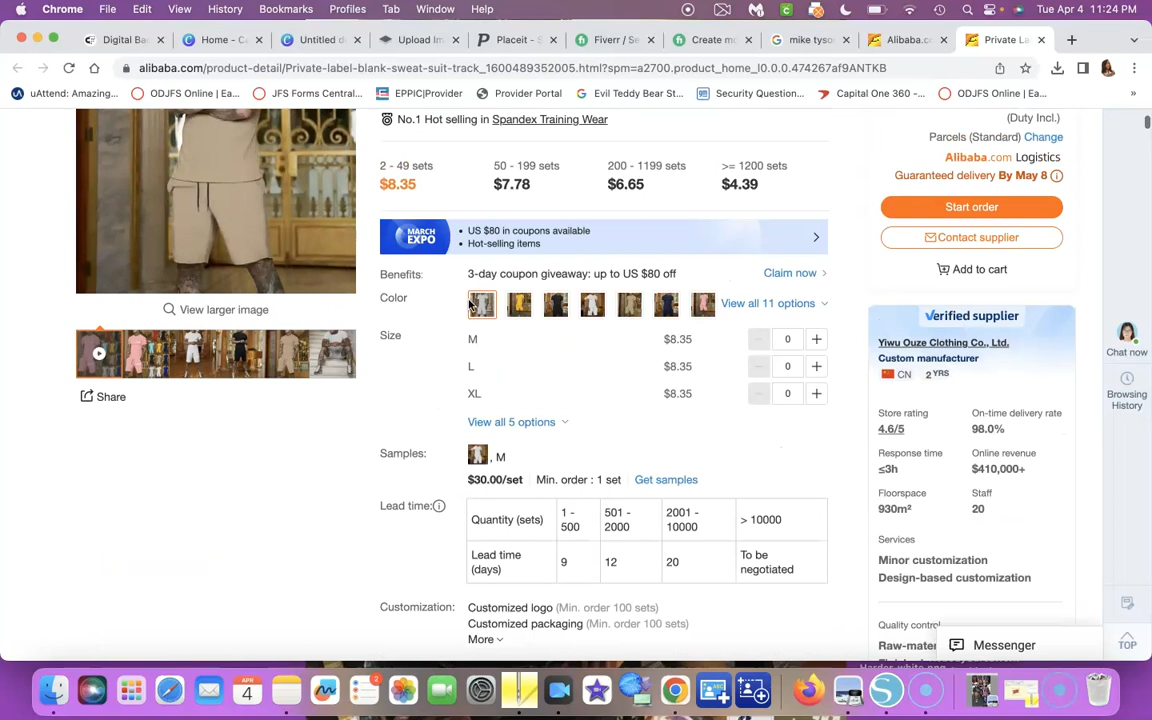 Chrome File Edit View History Bookmarks Profiles Tab Window Help Tue Apr 4 11:24 PM
Digital Ba Home - C Untitled d Upload Im Placeit - S Fiverr / Se Create m mike tyso Alibaba.co Private La
alibaba.com/product-detail/Private-label-blank-sweat-suit-track_1600489352005.html?spm=a2700.product_home_l0.0.0.474267af9ANTKB
uAttend: Amazing... ODJFS Online | Ea... JFS Forms Central... EPPIC|Provider Provider Portal Evil Teddy Bear St... Security Question... Capital One 360 -... ODJFS Online | Ea... »
No.1 Hot selling in Spandex Training Wear
2 - 49 sets 50 - 199 sets 200 - 1199 sets >= 1200 sets
$8.35 $7.78 $6.65 $4.39
MARCH EXPO
• US $80 in coupons available
• Hot-selling items
Benefits: 3-day coupon giveaway: up to US $80 off Claim now
Color View all 11 options
Size M $8.35 0
L $8.35 0
XL $8.35 0
View all 5 options
Samples: , M
$30.00/set Min. order : 1 set Get samples
Lead time:
Quantity (sets) 1 - 500 501 - 2000 2001 - 10000 > 10000
Lead time (days) 9 12 20 To be negotiated
Customization: Customized logo (Min. order 100 sets)
Customized packaging (Min. order 100 sets)
More
View larger image
Share
(Duty Incl.)
Parcels (Standard) Change
Alibaba.com Logistics
Guaranteed delivery By May 8
Start order
Contact supplier
Add to cart
Verified supplier
Yiwu Ouze Clothing Co., Ltd.
Custom manufacturer
CN 2 YRS
Store rating On-time delivery rate
4.6/5 98.0%
Response time Online revenue
≤3h $410,000+
Floorspace Staff
930m² 20
Services
Minor customization
Design-based customization
Quality control
Raw-mater
Messenger
Chat now
Browsing
History
TOP
APR
4
2